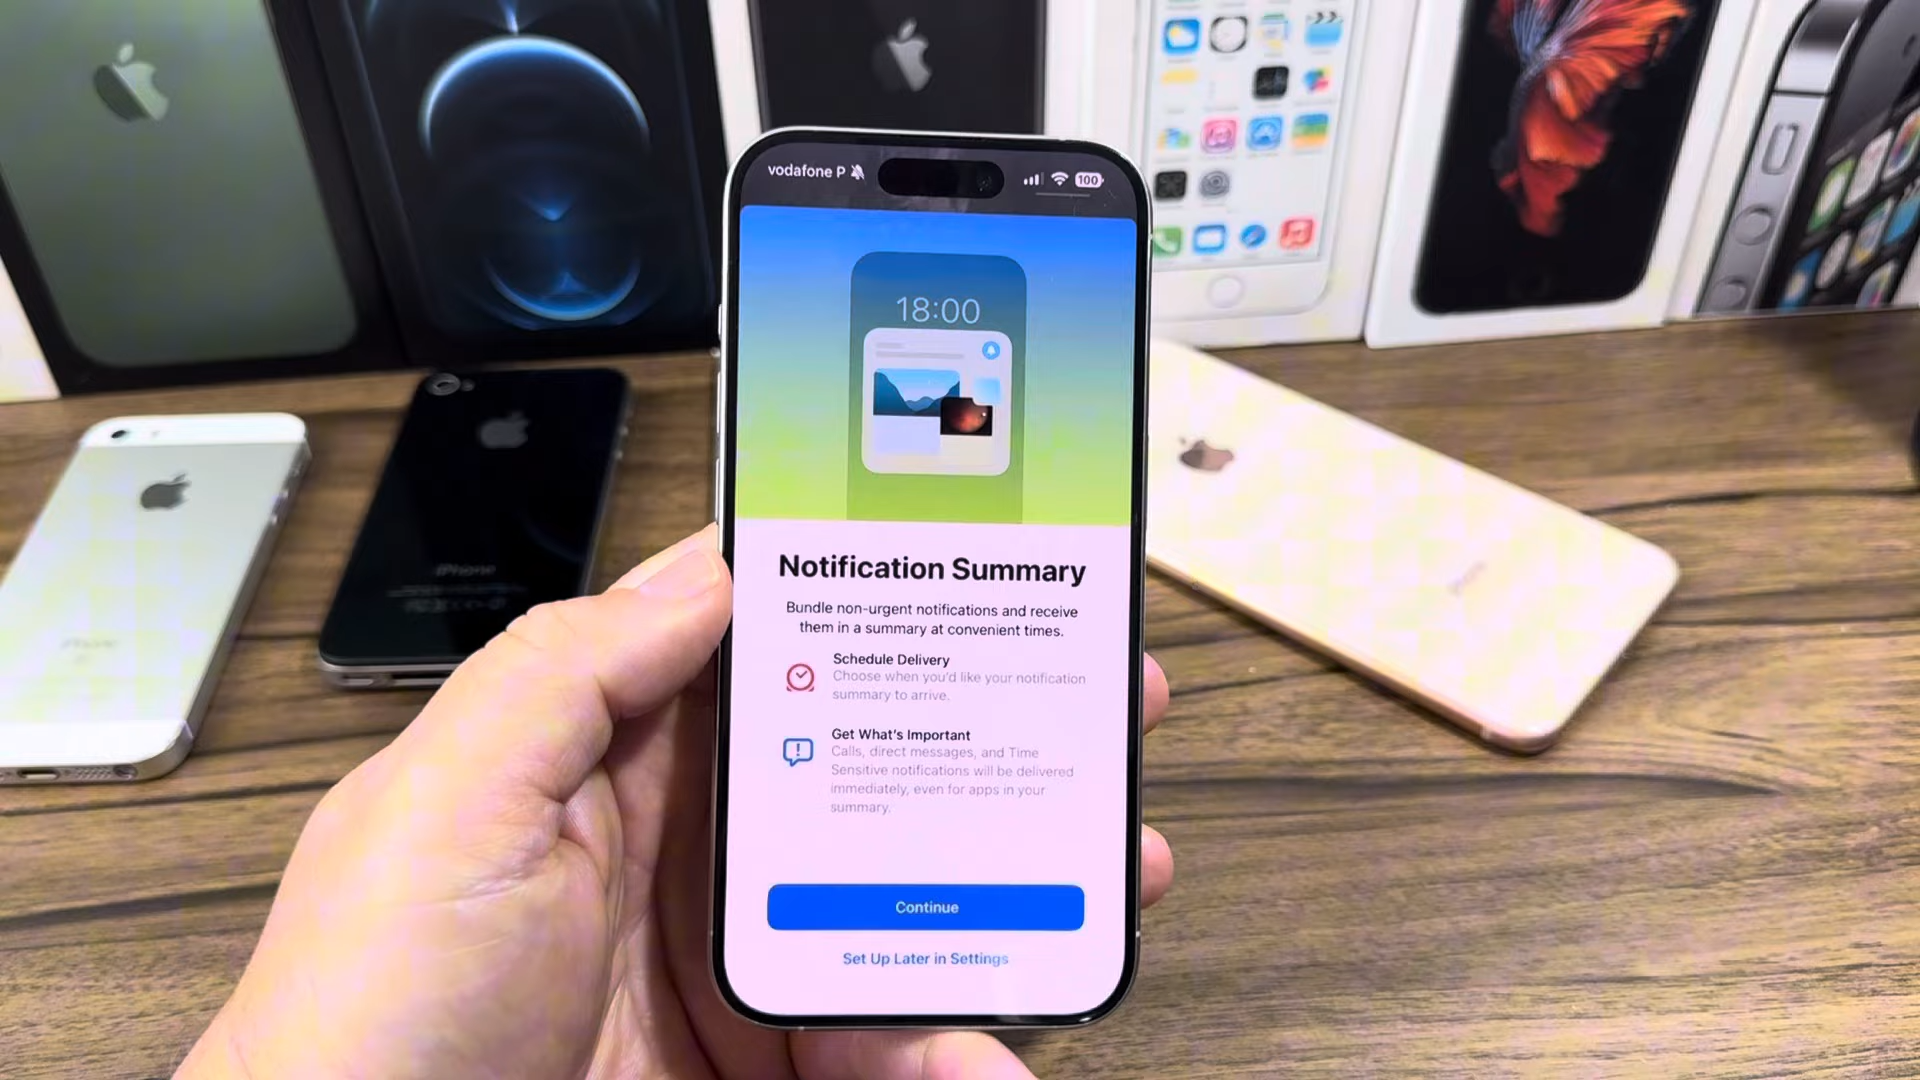 vodafone P
100
18:00
Notification Summary
Bundle non-urgent notifications and receive
them in a summary at convenient times.
Schedule Delivery
Choose when you'd like your notification
summary to arrive.
Get What's Important
Calls, direct messages, and Time
Sensitive notifications will be delivered
immediately, even for apps in your
summary.
Continue
Set Up Later in Settings
iPhone